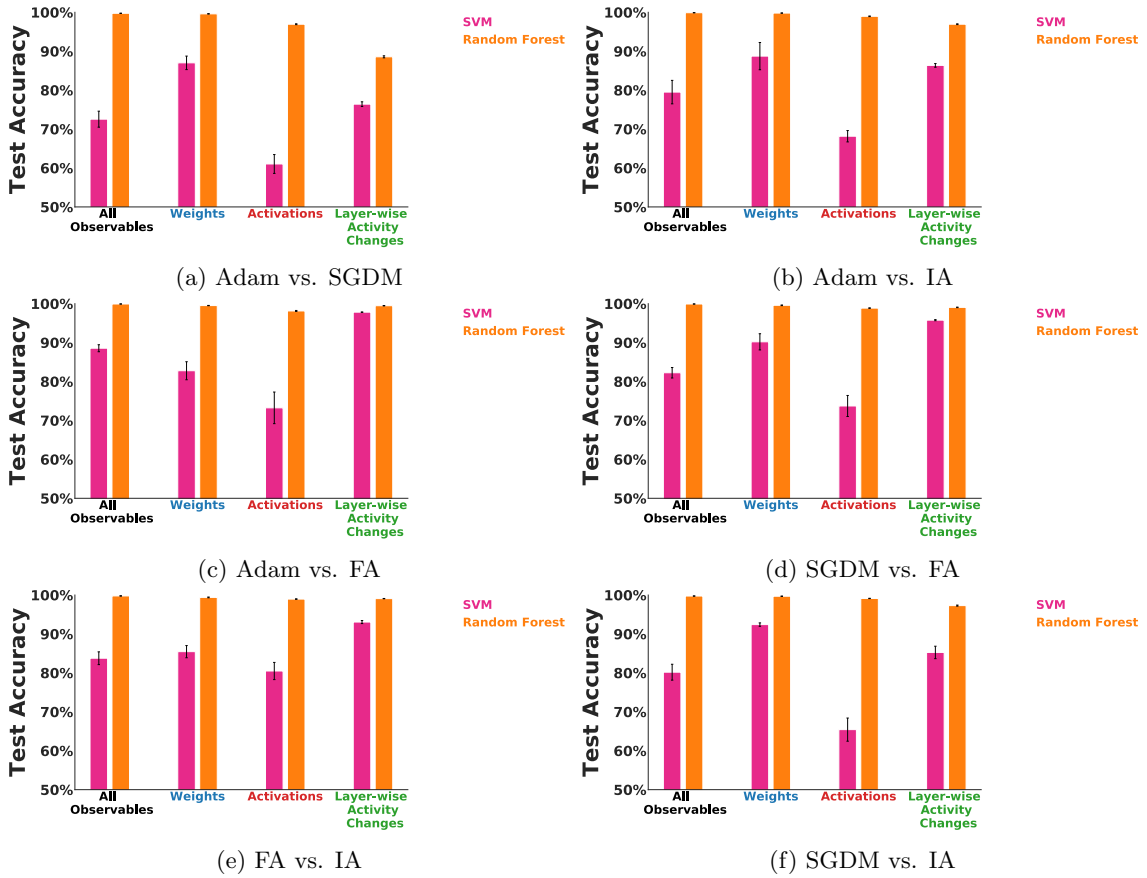 Test Accuracy
100%
90%
80%
70%
60%
50%
All
Observables
Weights
Activations
Layer-wise
Activity
Changes
SVM
Random Forest
(a) Adam vs. SGDM
Test Accuracy
100%
90%
80%
70%
60%
50%
All
Observables
Weights
Activations
Layer-wise
Activity
Changes
SVM
Random Forest
(b) Adam vs. IA
Test Accuracy
100%
90%
80%
70%
60%
50%
All
Observables
Weights
Activations
Layer-wise
Activity
Changes
SVM
Random Forest
(c) Adam vs. FA
Test Accuracy
100%
90%
80%
70%
60%
50%
All
Observables
Weights
Activations
Layer-wise
Activity
Changes
SVM
Random Forest
(d) SGDM vs. FA
Test Accuracy
100%
90%
80%
70%
60%
50%
All
Observables
Weights
Activations
Layer-wise
Activity
Changes
SVM
Random Forest
(e) FA vs. IA
Test Accuracy
100%
90%
80%
70%
60%
50%
All
Observables
Weights
Activations
Layer-wise
Activity
Changes
SVM
Random Forest
(f) SGDM vs. IA